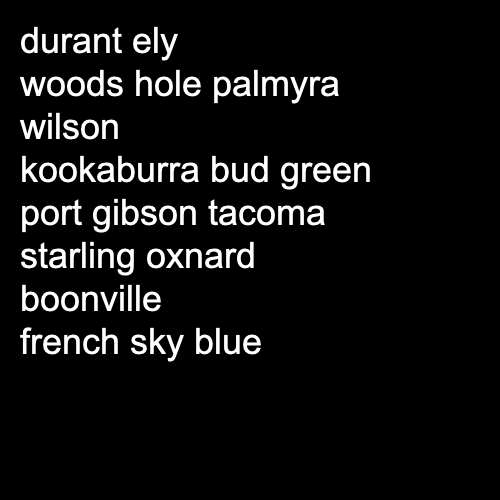 durant ely
woods hole palmyra
wilson
kookaburra bud green
port gibson tacoma
starling oxnard
boonville
french sky blue